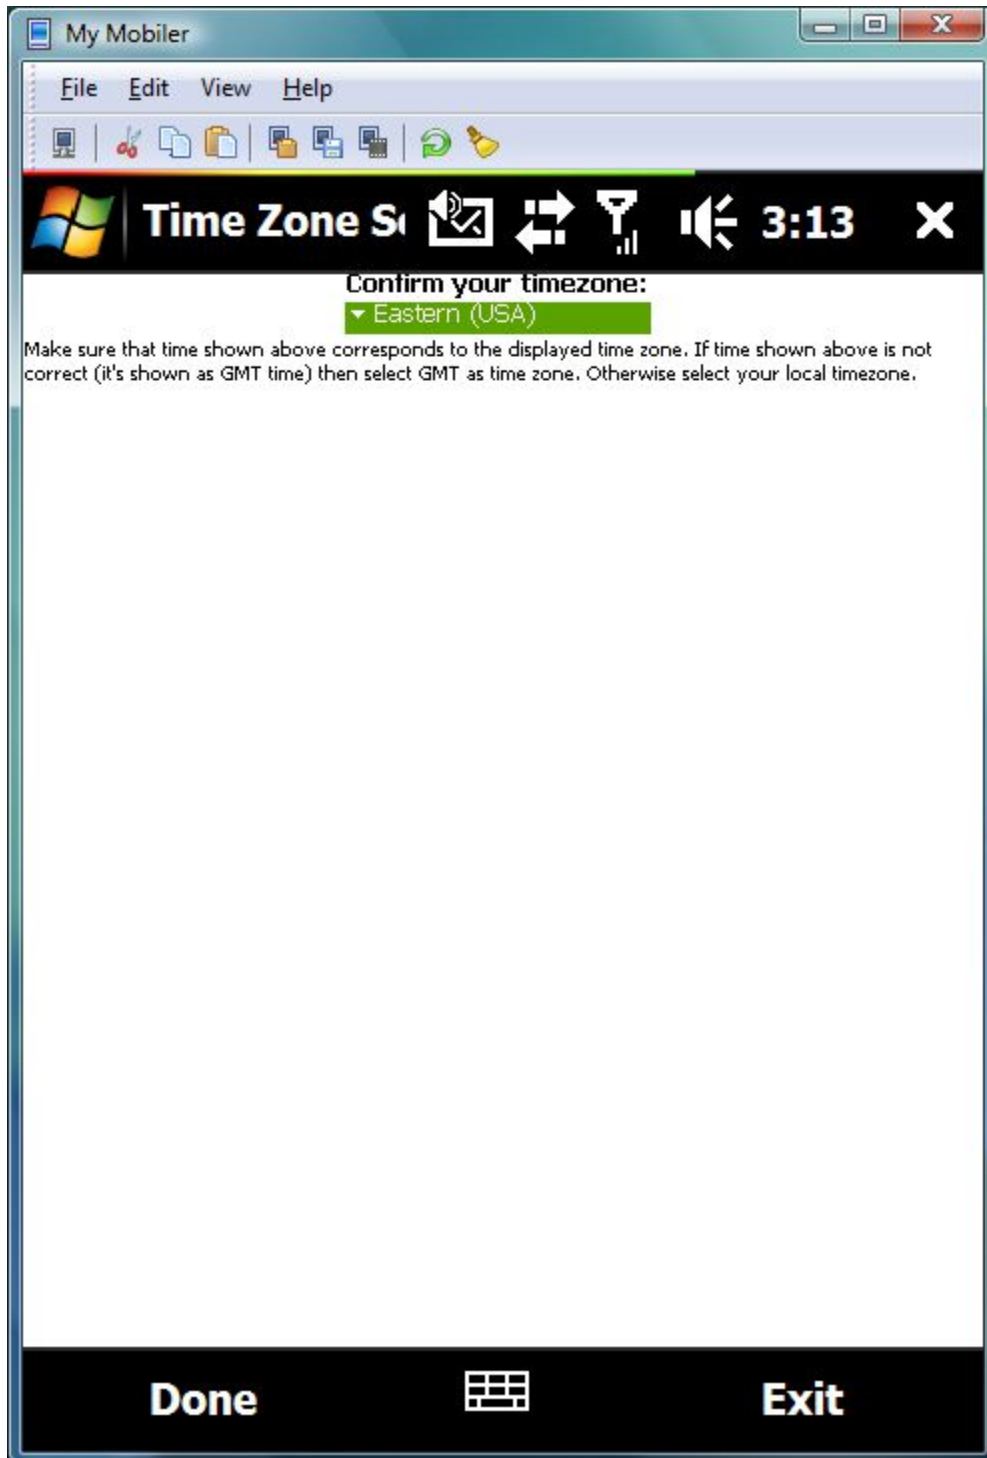 My Mobiler
File Edit View Help
Time Zone 3:13
Confirm your timezone:
Eastern (USA)
Make sure that time shown above corresponds to the displayed time zone. If time shown above is not
correct (it's shown as GMT time) then select GMT as time zone. Otherwise select your local timezone.
Done Exit